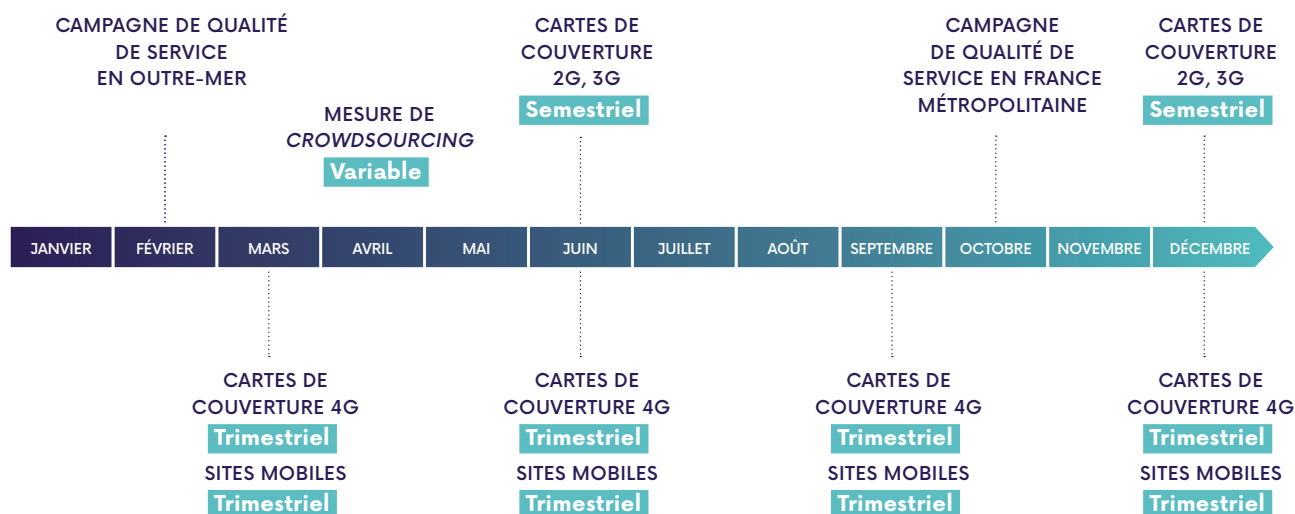 CAMPAGNE DE QUALITÉ
DE SERVICE
EN OUTRE-MER
MESURE DE
CROWDSOURCING
Variable
CARTES DE
COUVERTURE
2G, 3G
Semestriel
CAMPAGNE
DE QUALITÉ DE
SERVICE EN FRANCE
MÉTROPOLITAINE
CARTES DE
COUVERTURE
2G, 3G
Semestriel
JANVIER
FÉVRIER
MARS
AVRIL
MAI
JUIN
JUILLET
AOÛT
SEPTEMBRE
OCTOBRE
NOVEMBRE
DÉCEMBRE
CARTES DE
COUVERTURE 4G
Trimestriel
SITES MOBILES
Trimestriel
CARTES DE
COUVERTURE 4G
Trimestriel
SITES MOBILES
Trimestriel
CARTES DE
COUVERTURE 4G
Trimestriel
SITES MOBILES
Trimestriel
CARTES DE
COUVERTURE 4G
Trimestriel
SITES MOBILES
Trimestriel